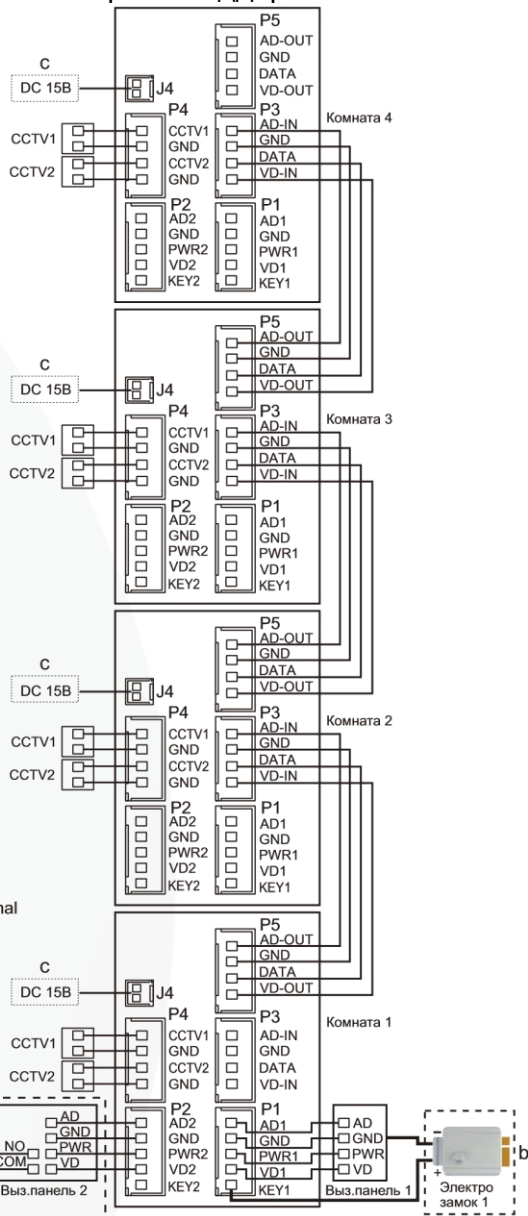 P5
AD-OUT
GND
DATA
VD-OUT
C
DC 15В
J4
P4
CCTV1
GND
CCTV2
GND
CCTV1
CCTV2
P3
AD-IN
GND
DATA
VD-IN
Комната 4
P2
AD2
GND
PWR2
VD2
KEY2
P1
AD1
GND
PWR1
VD1
KEY1
P5
AD-OUT
GND
DATA
VD-OUT
C
DC 15В
J4
P4
CCTV1
GND
CCTV2
GND
CCTV1
CCTV2
P3
AD-IN
GND
DATA
VD-IN
Комната 3
P2
AD2
GND
PWR2
VD2
KEY2
P1
AD1
GND
PWR1
VD1
KEY1
P5
AD-OUT
GND
DATA
VD-OUT
C
DC 15В
J4
P4
CCTV1
GND
CCTV2
GND
CCTV1
CCTV2
P3
AD-IN
GND
DATA
VD-IN
Комната 2
P2
AD2
GND
PWR2
VD2
KEY2
P1
AD1
GND
PWR1
VD1
KEY1
nal
P5
AD-OUT
GND
DATA
VD-OUT
C
DC 15В
J4
P4
CCTV1
GND
CCTV2
GND
CCTV1
CCTV2
P3
AD-IN
GND
DATA
VD-IN
Комната 1
NO
COM
AD
GND
PWR
VD
Выз.панель 2
P2
AD2
GND
PWR2
VD2
KEY2
P1
AD1
GND
PWR1
VD1
KEY1
AD
GND
PWR
VD
Выз.панель 1
−
+
b
Электро
замок 1